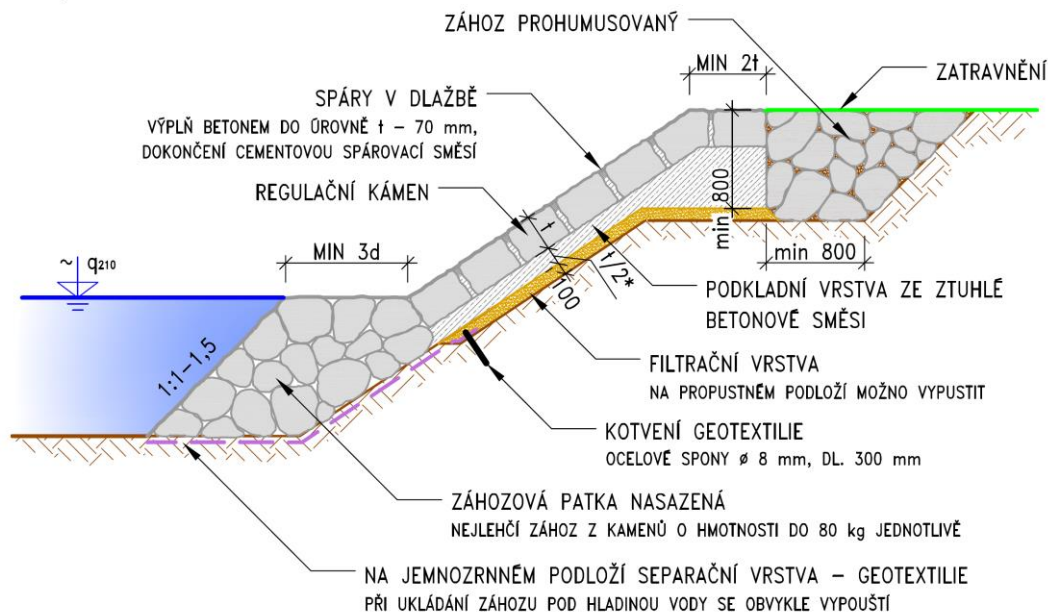 ZÁHOZ PROHUMUSOVANÝ
MIN 2t
ZATRAVNĚNÍ
SPÁRY V DLAŽBĚ
VÝPLŇ BETONEM DO ÚROVNĚ t – 70 mm,
DOKONČENÍ CEMENTOVOU SPÁROVACÍ SMĚSÍ
REGULAČNÍ KÁMEN
min 800
t
MIN 3d
t/2*
100
min 800
~ q210
PODKLADNÍ VRSTVA ZE ZTUHLÉ
BETONOVÉ SMĚSI
1:1–1,5
FILTRAČNÍ VRSTVA
NA PROPUSTNÉM PODLOŽÍ MOŽNO VYPUSTIT
KOTVENÍ GEOTEXTILIE
OCELOVÉ SPONY ø 8 mm, DL. 300 mm
ZÁHOZOVÁ PATKA NASAZENÁ
NEJLEHČÍ ZÁHOZ Z KAMENŮ O HMOTNOSTI DO 80 kg JEDNOTLIVĚ
NA JEMNOZRNNÉM PODLOŽÍ SEPARAČNÍ VRSTVA – GEOTEXTILIE
PŘI UKLÁDÁNÍ ZÁHOZU POD HLADINOU VODY SE OBVYKLE VYPOUŠTÍ